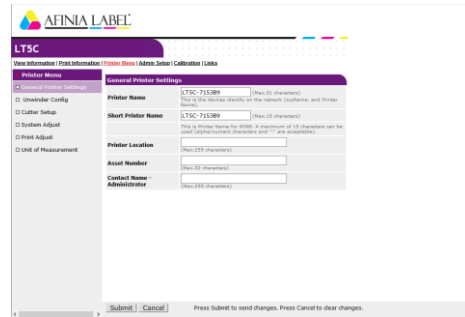 AFINIA LABEL
LT5C
View Information | Print Information | Printer Menu | Admin Setup | Calibration | Links
Printer Menu
General Printer Settings
Unwinder Config
Cutter Setup
System Adjust
Print Adjust
Unit of Measurement
General Printer Settings
Printer Name
LT5C-7153B9
(Max.31 characters)
This is the devices identity on the network (sysName, and Printer Name).
Short Printer Name
LT5C-7153B9
(Max.15 characters)
This is Printer Name for WINS. A maximum of 15 characters can be used (alpha/numeric characters and "-" are acceptable).
Printer Location
(Max.255 characters)
Asset Number
(Max.32 characters)
Contact Name -
Administrator
(Max.255 characters)
Submit
Cancel
Press Submit to send changes. Press Cancel to clear changes.